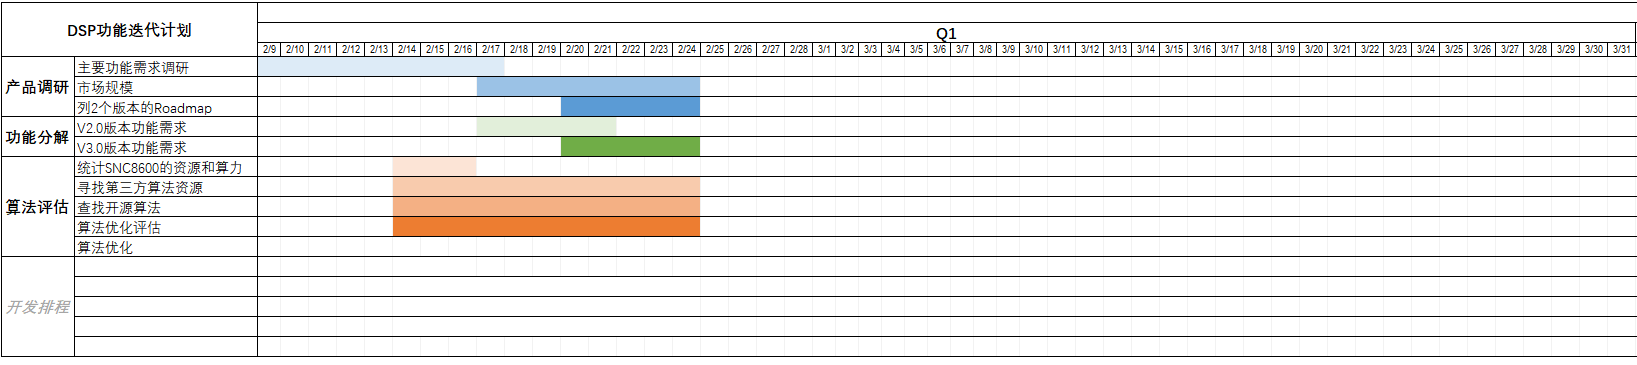 DSP功能迭代计划
Q1
2/9 2/10 2/11 2/12 2/13 2/14 2/15 2/16 2/17 2/18 2/19 2/20 2/21 2/22 2/23 2/24 2/25 2/26 2/27 2/28 3/1 3/2 3/3 3/4 3/5 3/6 3/7 3/8 3/9 3/10 3/11 3/12 3/13 3/14 3/15 3/16 3/17 3/18 3/19 3/20 3/21 3/22 3/23 3/24 3/25 3/26 3/27 3/28 3/29 3/30 3/31
产品调研
主要功能需求调研
市场规模
列2个版本的Roadmap
功能分解
V2.0版本功能需求
V3.0版本功能需求
算法评估
统计SNC8600的资源和算力
寻找第三方算法资源
查找开源算法
算法优化评估
算法优化
开发排程